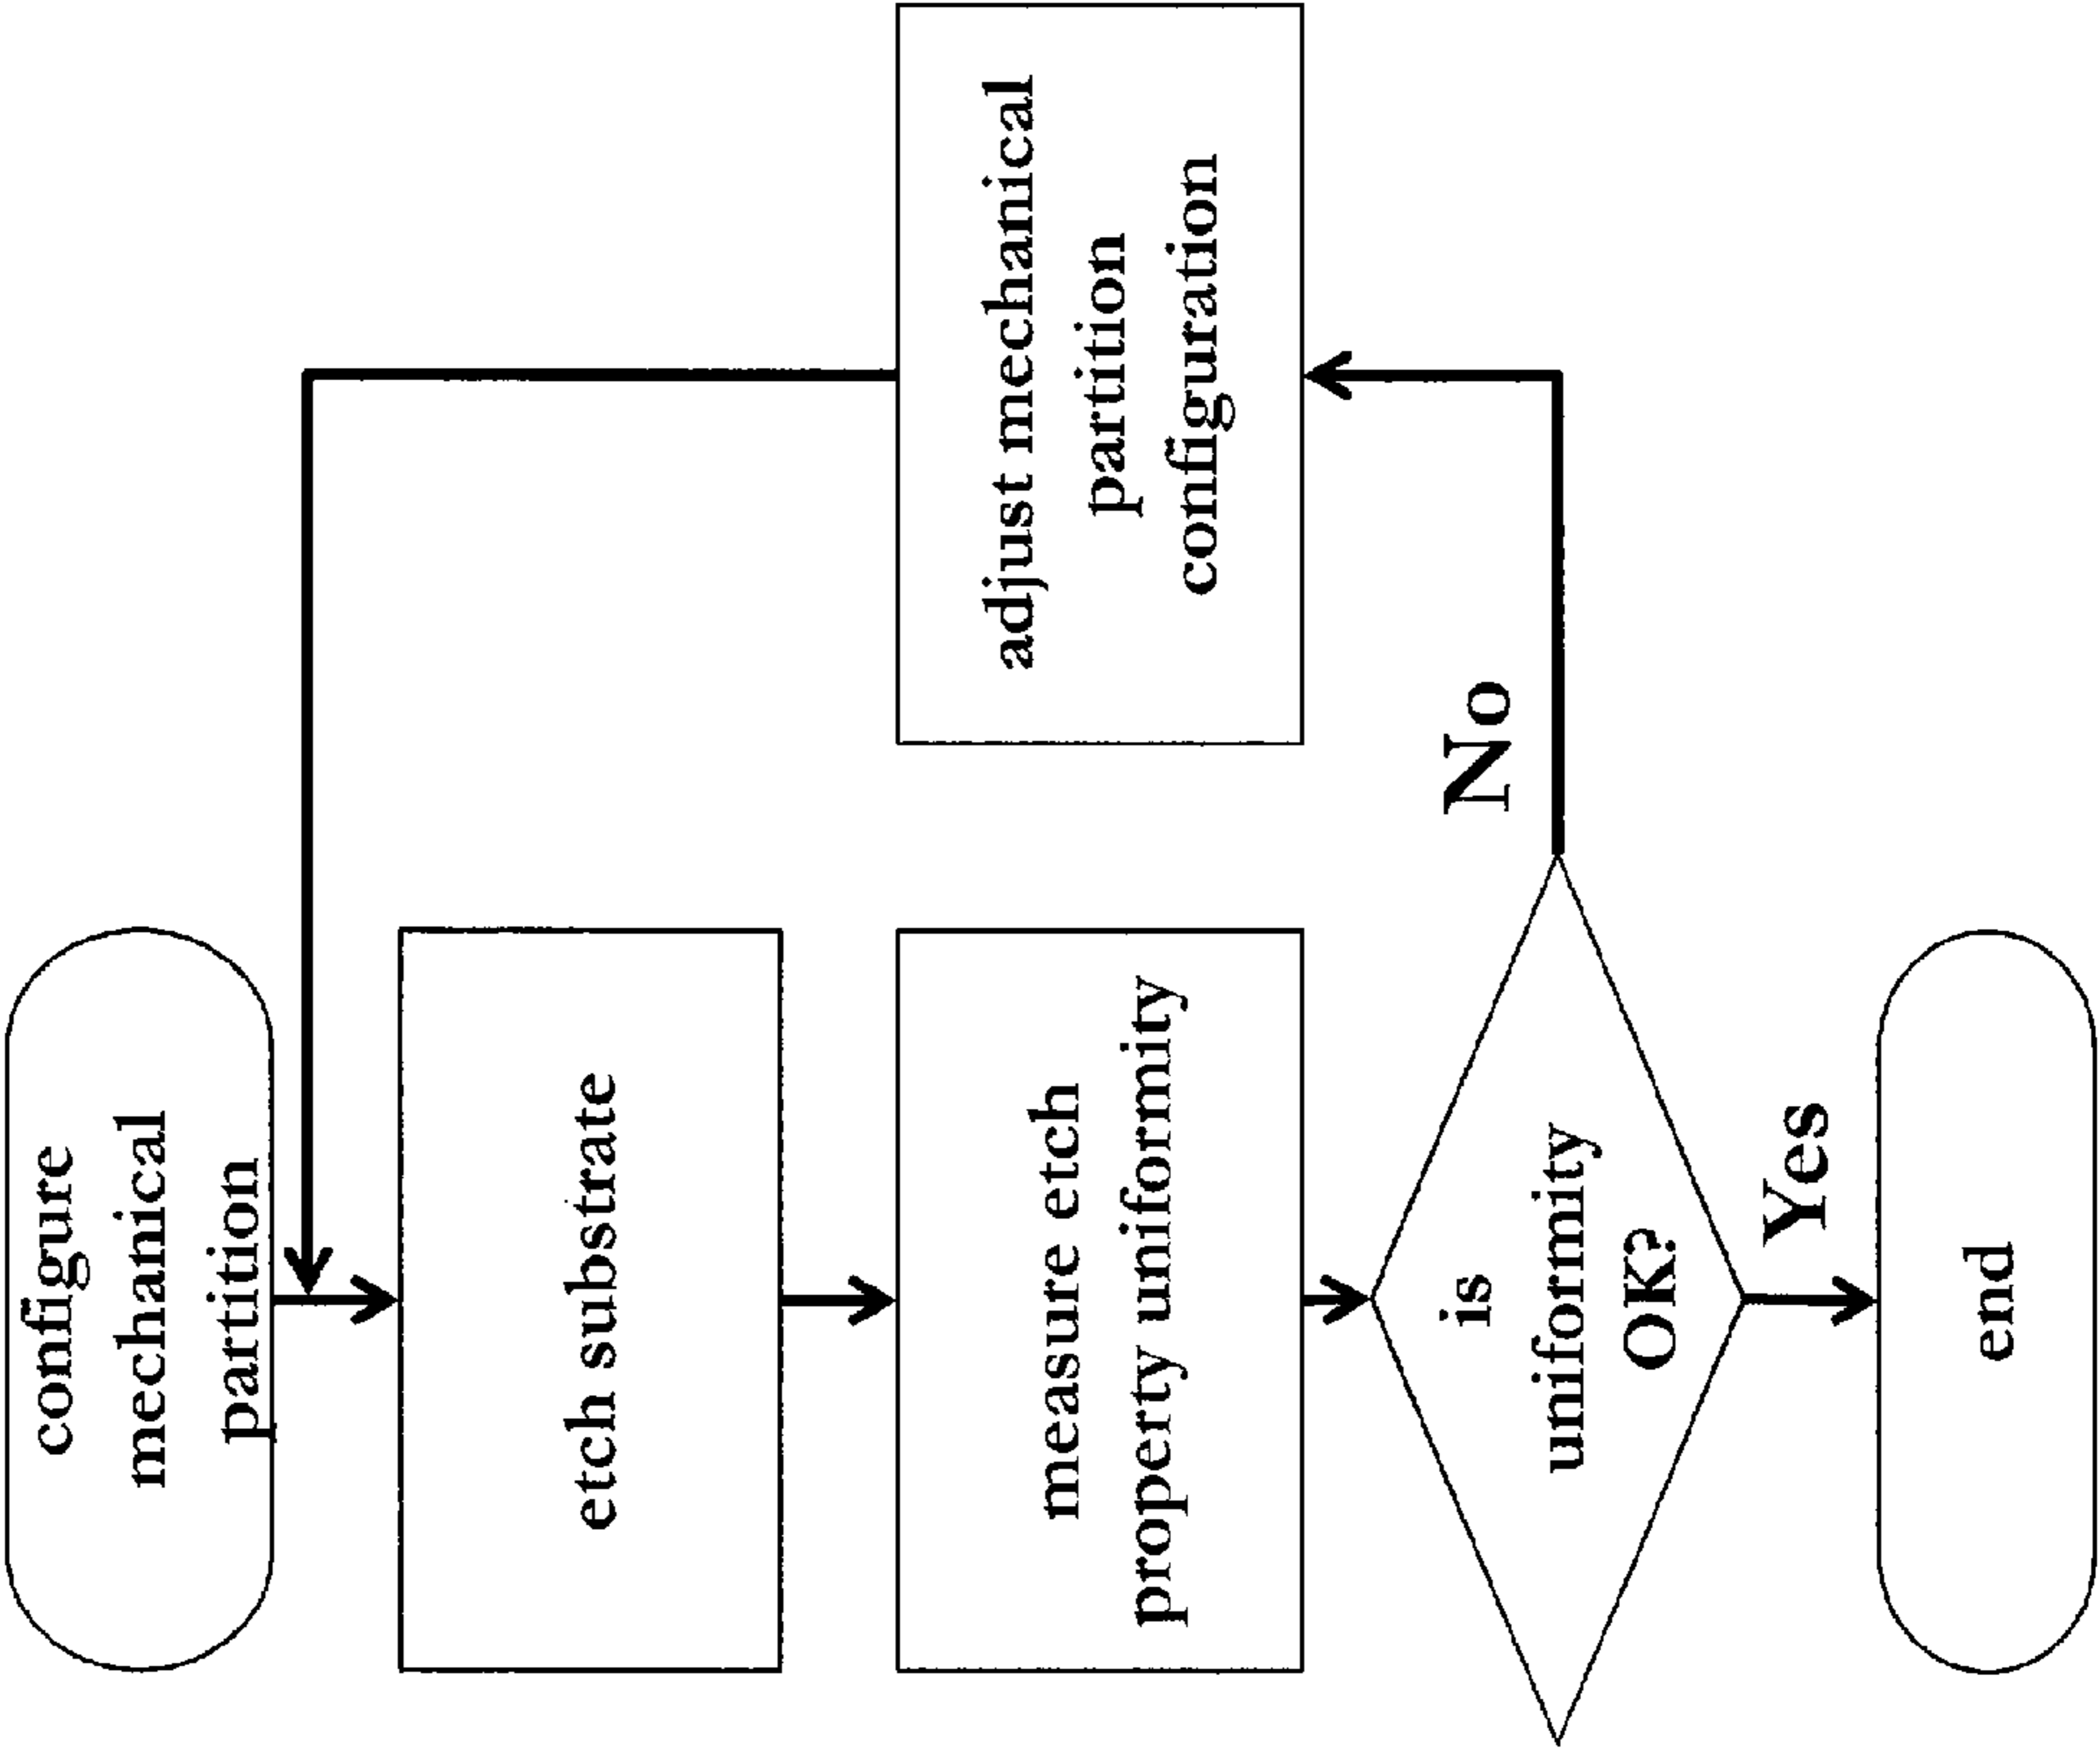 configure
mechanical
partition
etch substrate
measure etch
property uniformity
is
uniformity
OK?
Yes
end
No
adjust mechanical
partition
configuration